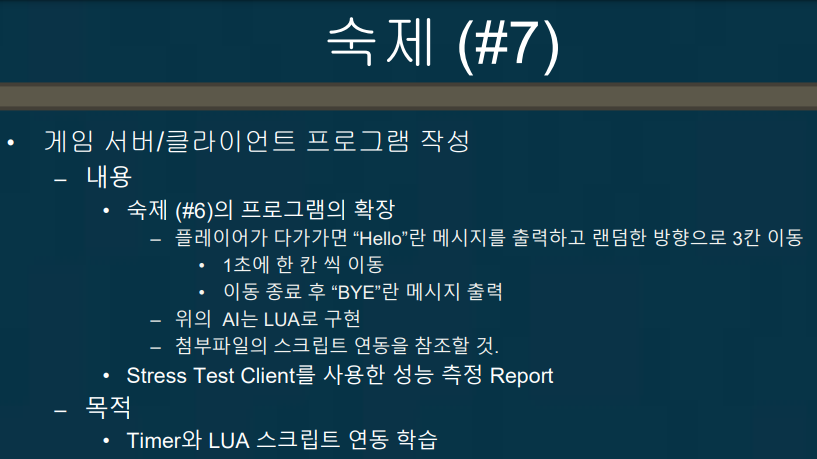 숙제 (#7)
• 게임 서버/클라이언트 프로그램 작성
– 내용
• 숙제 (#6)의 프로그램의 확장
– 플레이어가 다가가면 “Hello”란 메시지를 출력하고 랜덤한 방향으로 3칸 이동
• 1초에 한 칸 씩 이동
• 이동 종료 후 “BYE”란 메시지 출력
– 위의 AI는 LUA로 구현
– 첨부파일의 스크립트 연동을 참조할 것.
• Stress Test Client를 사용한 성능 측정 Report
– 목적
• Timer와 LUA 스크립트 연동 학습